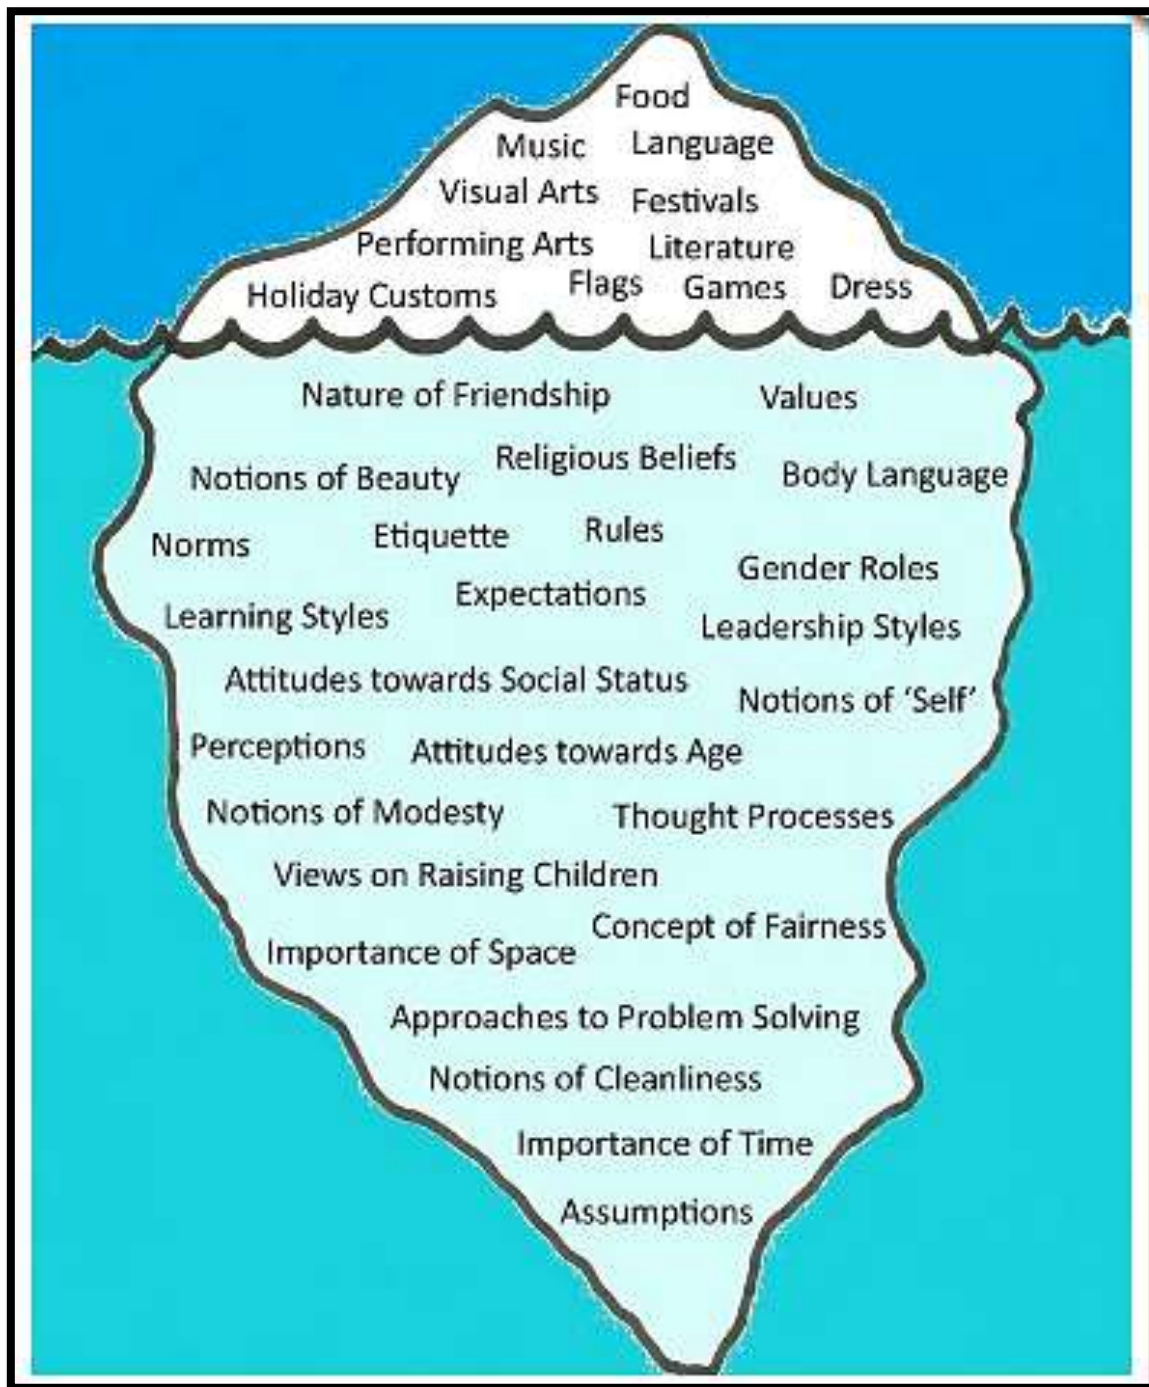 Food
Music
Language
Visual Arts
Festivals
Performing Arts
Literature
Holiday Customs
Flags
Games
Dress
Nature of Friendship
Values
Notions of Beauty
Religious Beliefs
Body Language
Norms
Etiquette
Rules
Gender Roles
Expectations
Learning Styles
Leadership Styles
Attitudes towards Social Status
Notions of ‘Self’
Perceptions
Attitudes towards Age
Notions of Modesty
Thought Processes
Views on Raising Children
Concept of Fairness
Importance of Space
Approaches to Problem Solving
Notions of Cleanliness
Importance of Time
Assumptions